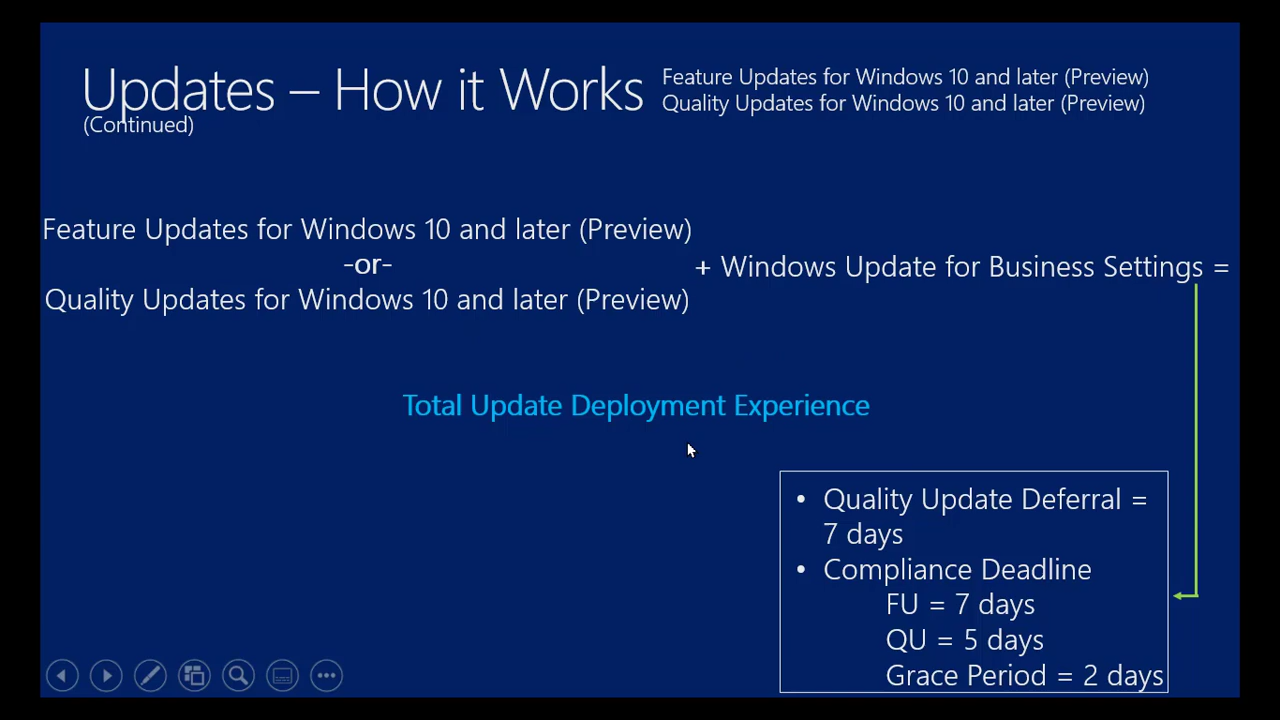 Updates – How it Works
(Continued)
Feature Updates for Windows 10 and later (Preview)
Quality Updates for Windows 10 and later (Preview)
Feature Updates for Windows 10 and later (Preview)
-or-
Quality Updates for Windows 10 and later (Preview)
+ Windows Update for Business Settings =
Total Update Deployment Experience
• Quality Update Deferral =
7 days
• Compliance Deadline
FU = 7 days
QU = 5 days
Grace Period = 2 days